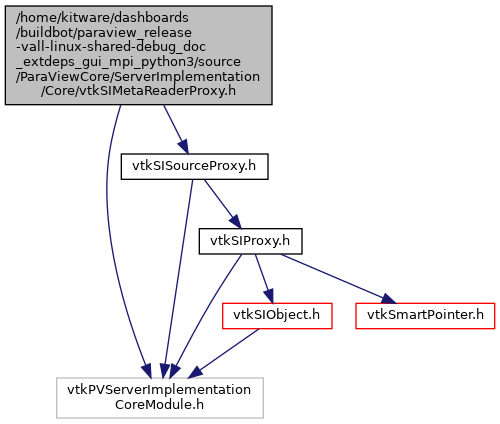 /home/kitware/dashboards
/buildbot/paraview_release
-vall-linux-shared-debug_doc
_extdeps_gui_mpi_python3/source
/ParaViewCore/ServerImplementation
/Core/vtkSIMetaReaderProxy.h
vtkSISourceProxy.h
vtkSIProxy.h
vtkSIObject.h
vtkSmartPointer.h
vtkPVServerImplementation
CoreModule.h